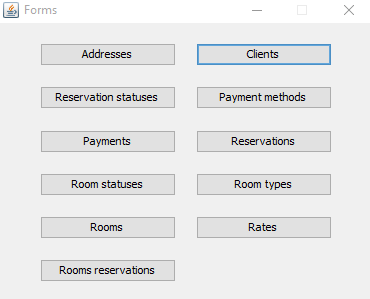 Forms
Addresses
Clients
Reservation statuses
Payment methods
Payments
Reservations
Room statuses
Room types
Rooms
Rates
Rooms reservations